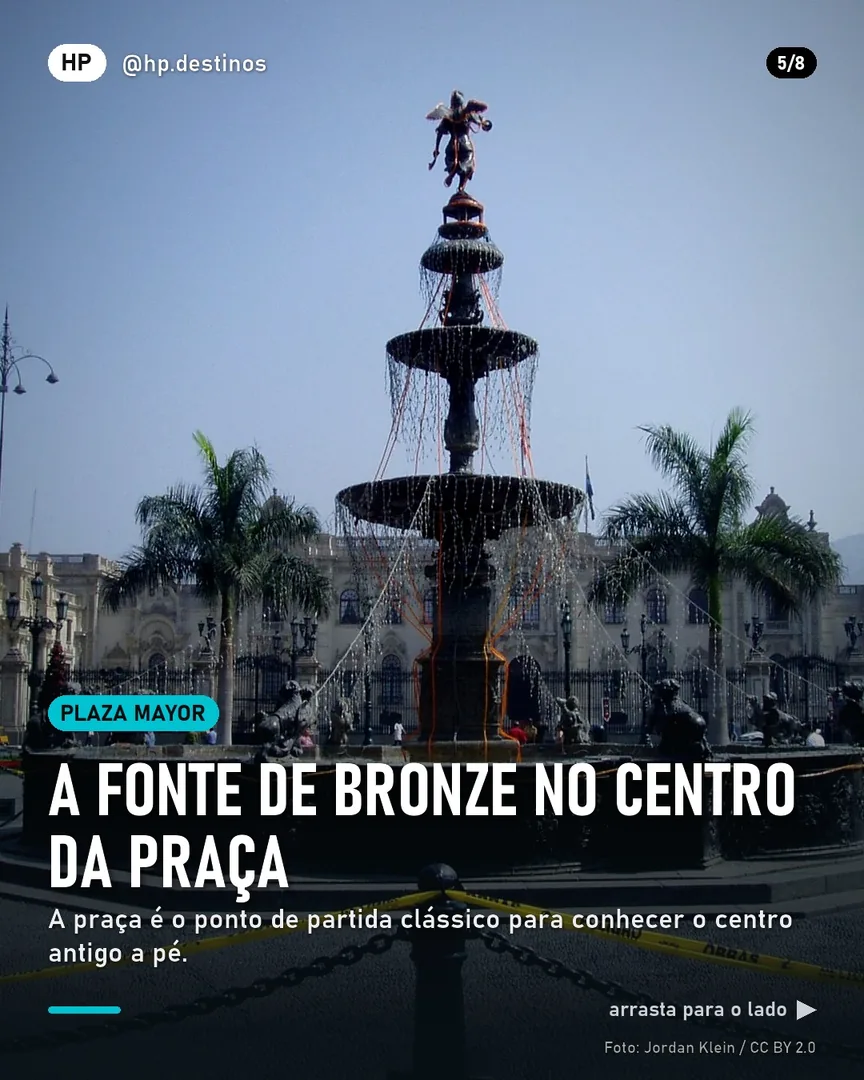 HP @hp.destinos 5/8
PLAZA MAYOR
A FONTE DE BRONZE NO CENTRO
DA PRAÇA
A praça é o ponto de partida clássico para conhecer o centro
antigo a pé.
arrasta para o lado ▶
Foto: Jordan Klein / CC BY 2.0